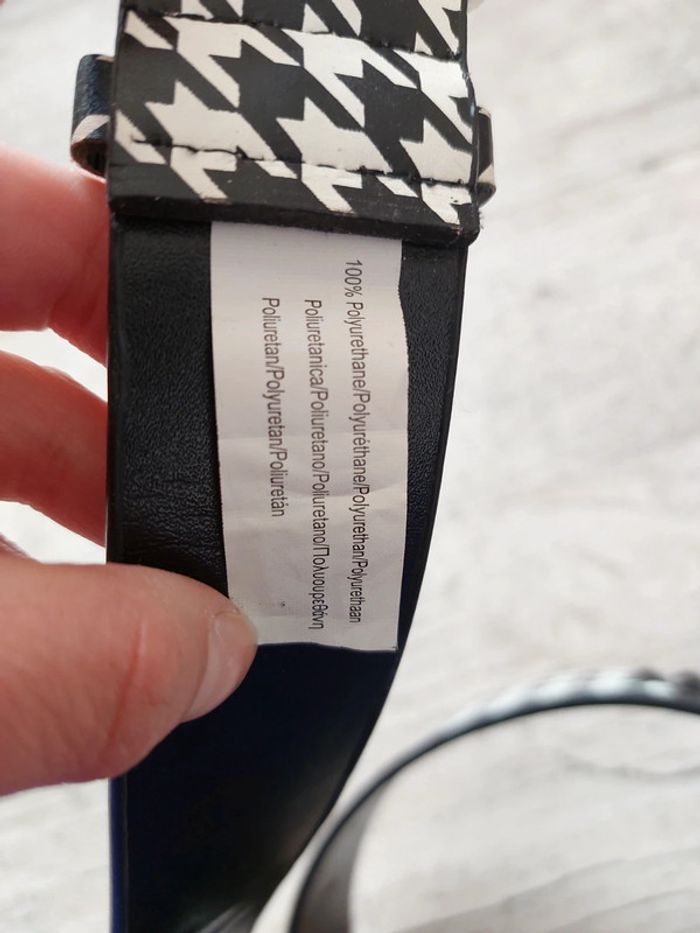 100% Polyurethane/Polyuréthane/Polyurethan/Polyurethaan
Poliuretanica/Poliuretano/Poliuretano/Πολυουρεθάνη
Poliuretan/Polyuretan/Poliuretán